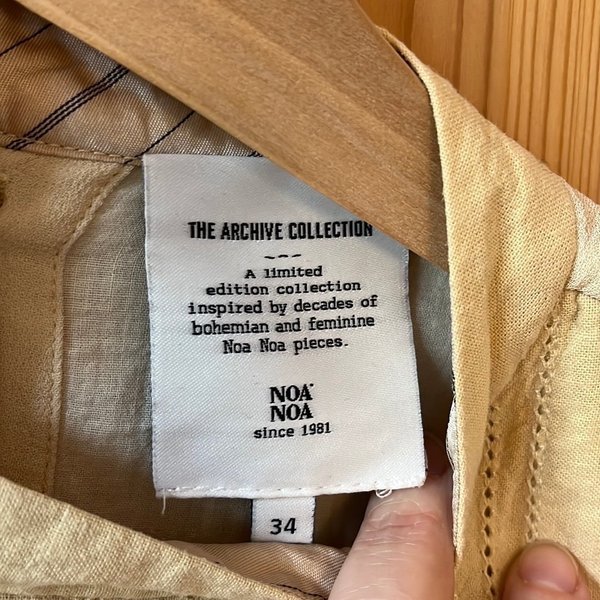 THE ARCHIVE COLLECTION
A limited
edition collection
inspired by decades of
bohemian and feminine
Noa Noa pieces.
NOA
NOA
since 1981
34